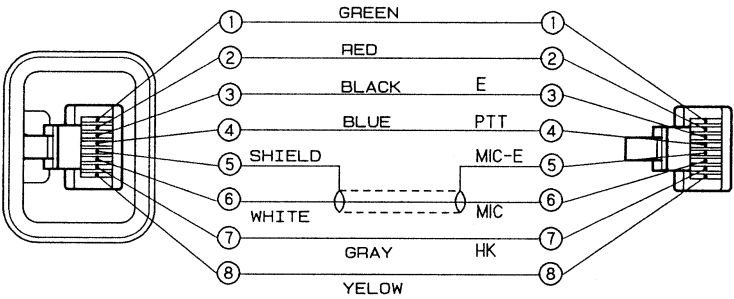 1 GREEN 1
2 RED 2
3 BLACK E 3
4 BLUE PTT 4
5 SHIELD MIC-E 5
6 WHITE MIC 6
7 GRAY HK 7
8 YELOW 8